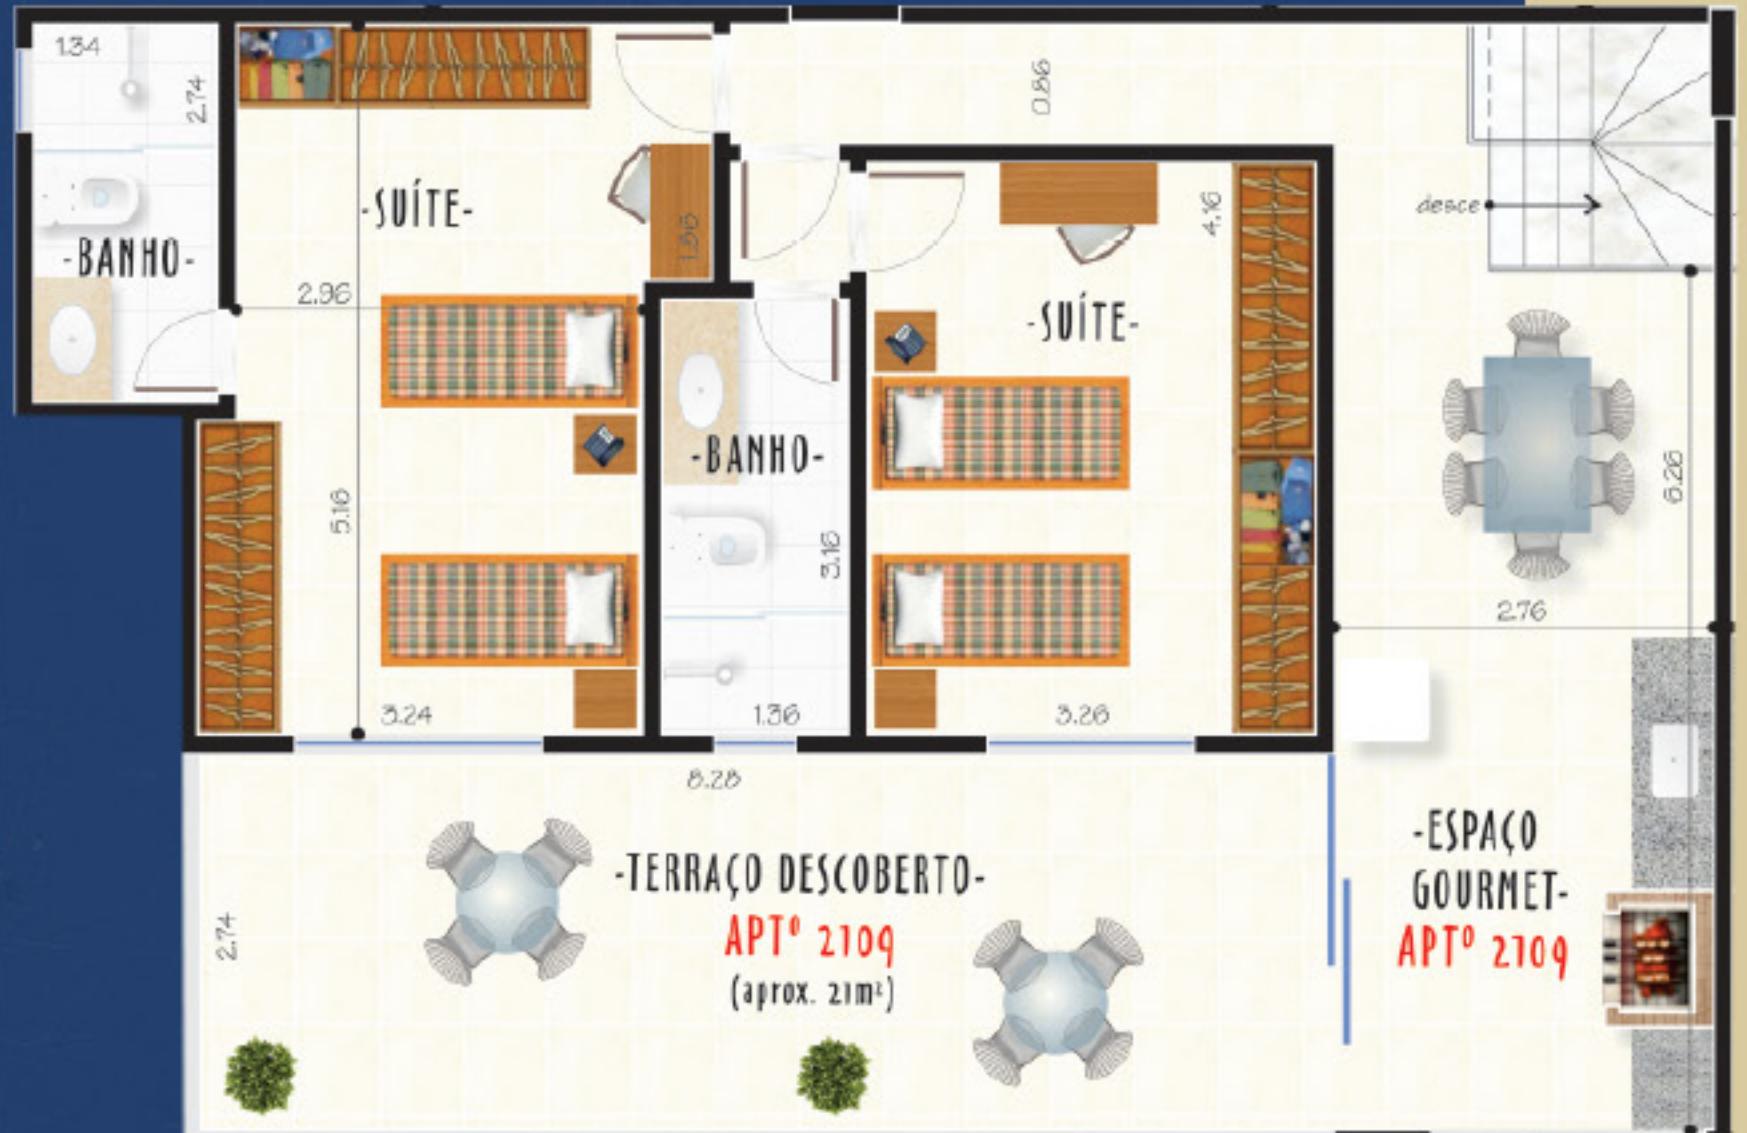 1.34
2.74
0.86
-SUÍTE-
1.36
4.16
desce
-BANHO-
2.96
-SUÍTE-
-BANHO-
5.16
3.16
6.26
2.76
3.24
1.36
3.26
8.28
-TERRAÇO DESCOBERTO-
APTº 2109
(aprox. 21m²)
2.74
-ESPAÇO
GOURMET-
APTº 2109